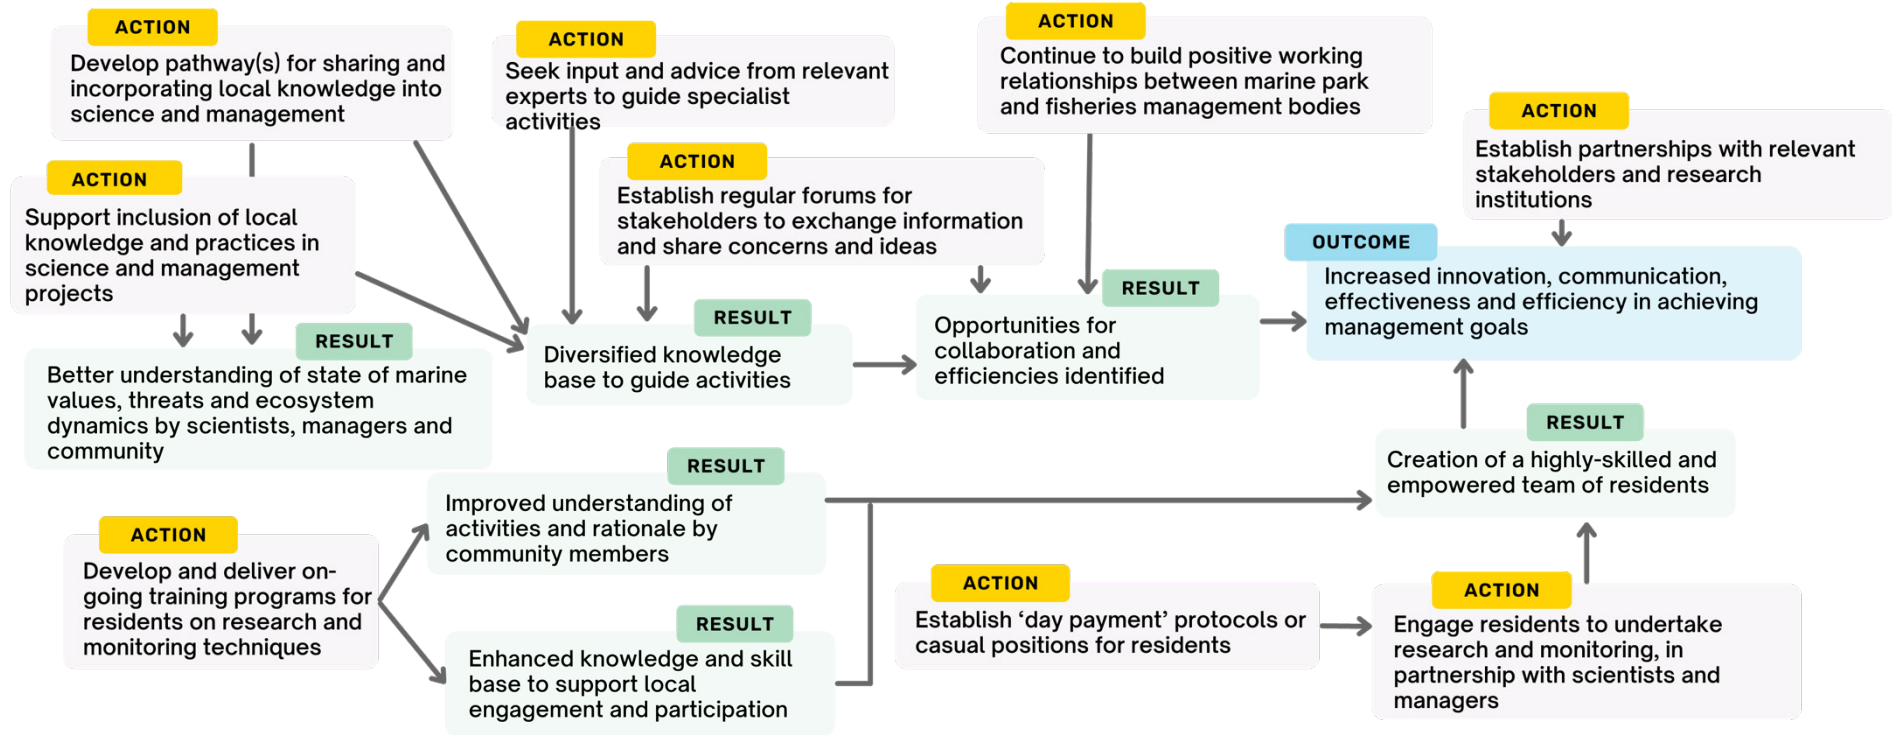 ACTION
Develop pathway(s) for sharing and
incorporating local knowledge into
science and management
ACTION
Seek input and advice from relevant
experts to guide specialist
activities
ACTION
Continue to build positive working
relationships between marine park
and fisheries management bodies
ACTION
Establish partnerships with relevant
stakeholders and research
institutions
ACTION
Support inclusion of local
knowledge and practices in
science and management
projects
ACTION
Establish regular forums for
stakeholders to exchange information
and share concerns and ideas
OUTCOME
Increased innovation, communication,
effectiveness and efficiency in achieving
management goals
RESULT
Better understanding of state of marine
values, threats and ecosystem
dynamics by scientists, managers and
community
RESULT
Diversified knowledge
base to guide activities
RESULT
Opportunities for
collaboration and
efficiencies identified
RESULT
Creation of a highly-skilled and
empowered team of residents
RESULT
Improved understanding of
activities and rationale by
community members
ACTION
Develop and deliver on-
going training programs for
residents on research and
monitoring techniques
RESULT
Enhanced knowledge and skill
base to support local
engagement and participation
ACTION
Establish ‘day payment’ protocols or
casual positions for residents
ACTION
Engage residents to undertake
research and monitoring, in
partnership with scientists and
managers